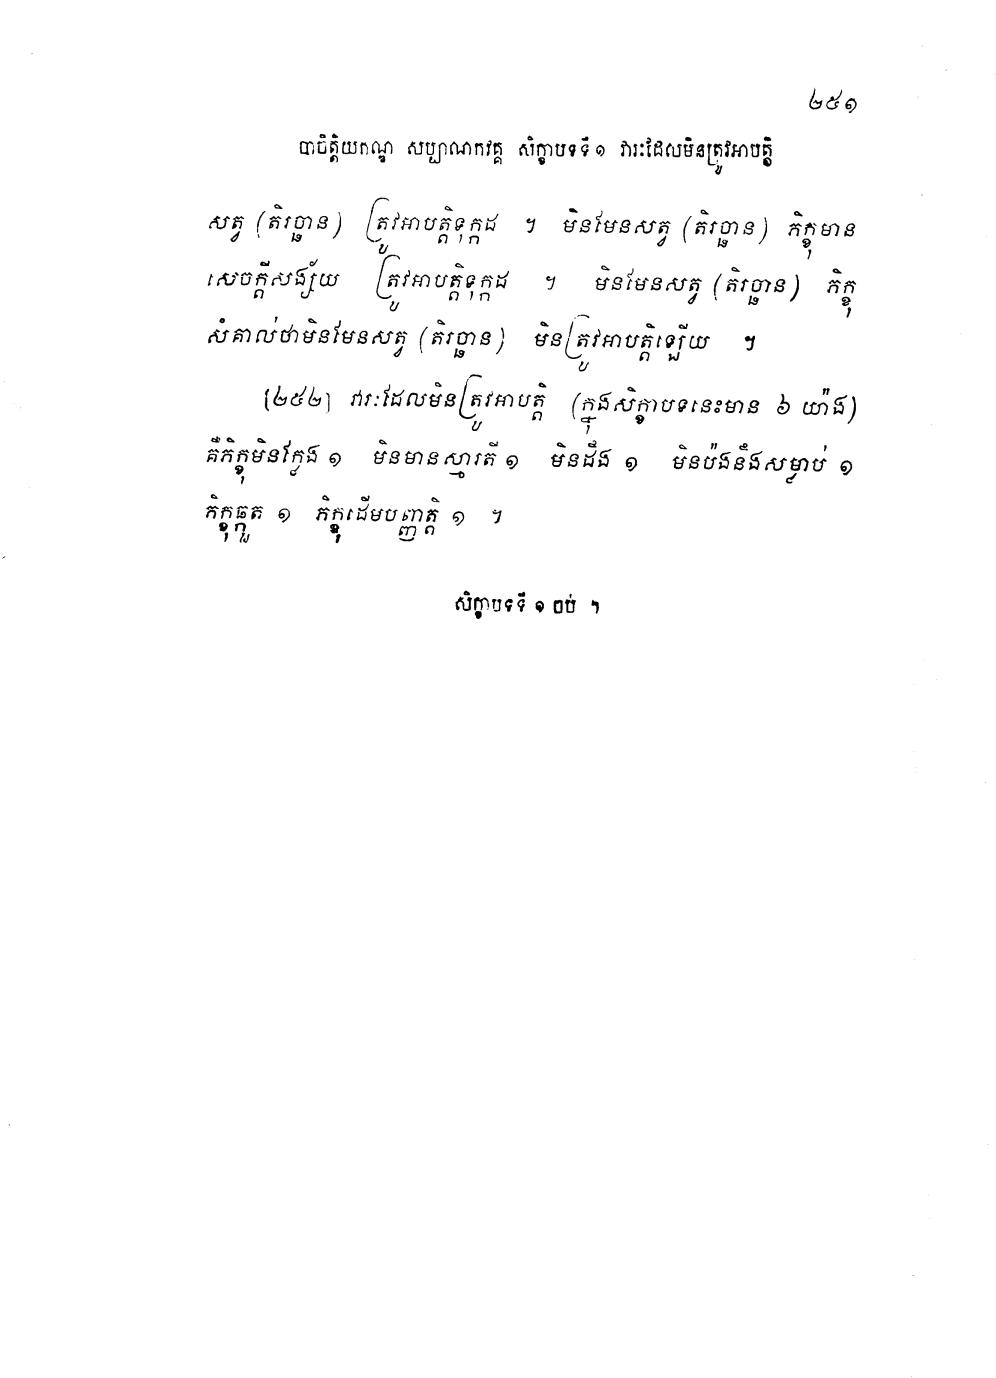 ២៥១
បាចិត្តិយកណ្ឌ សប្បាណកវគ្គ សិក្ខាបទទី១ វារៈដែលមិនត្រូវអាបត្តិ
សត្វ (តិរច្ឆាន) ត្រូវអាបត្តិទុក្កដ ។ មិនមែនសត្វ (តិរច្ឆាន) ភិក្ខុមាន
សេចក្តីសង្ស័យ ត្រូវអាបត្តិទុក្កដ ។ មិនមែនសត្វ (តិរច្ឆាន) ភិក្ខុ
សំគាល់ថាមិនមែនសត្វ (តិរច្ឆាន) មិនត្រូវអាបត្តិឡើយ ។
[២៥២] វារៈដែលមិនត្រូវអាបត្តិ (ក្នុងសិក្ខាបទនេះមាន ៦ យ៉ាង)
គឺភិក្ខុមិនក្លែង ១ មិនមានស្មារតី ១ មិនដឹង ១ មិនប៉ងនឹងសម្លាប់ ១
ភិក្ខុឆ្កួត ១ ភិក្ខុដើមបញ្ញត្តិ ១ ។
សិក្ខាបទទី ១ ចប់ ។